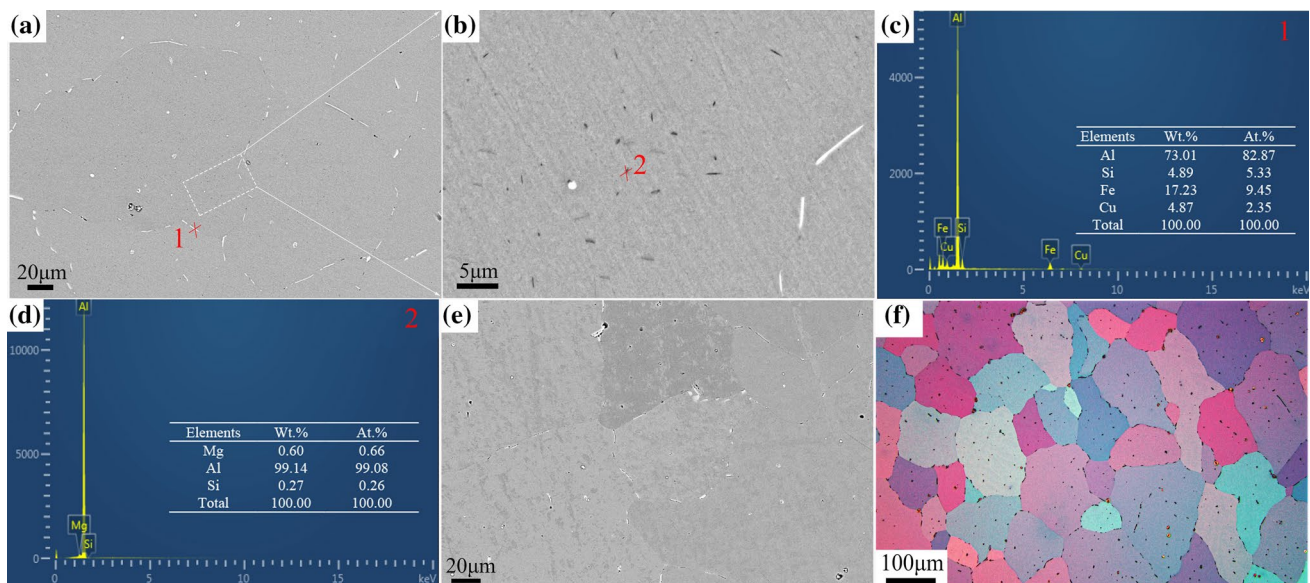 (a)
1
20μm
(b)
2
5μm
(c)
1
Al
4000
2000
0
Fe
Cu
Si
Fe
Cu
0 5 10 15 keV
Elements Wt.% At.%
Al 73.01 82.87
Si 4.89 5.33
Fe 17.23 9.45
Cu 4.87 2.35
Total 100.00 100.00
(d)
2
Al
10000
5000
0
Mg
Si
0 5 10 15 keV
Elements Wt.% At.%
Mg 0.60 0.66
Al 99.14 99.08
Si 0.27 0.26
Total 100.00 100.00
(e)
20μm
(f)
100μm